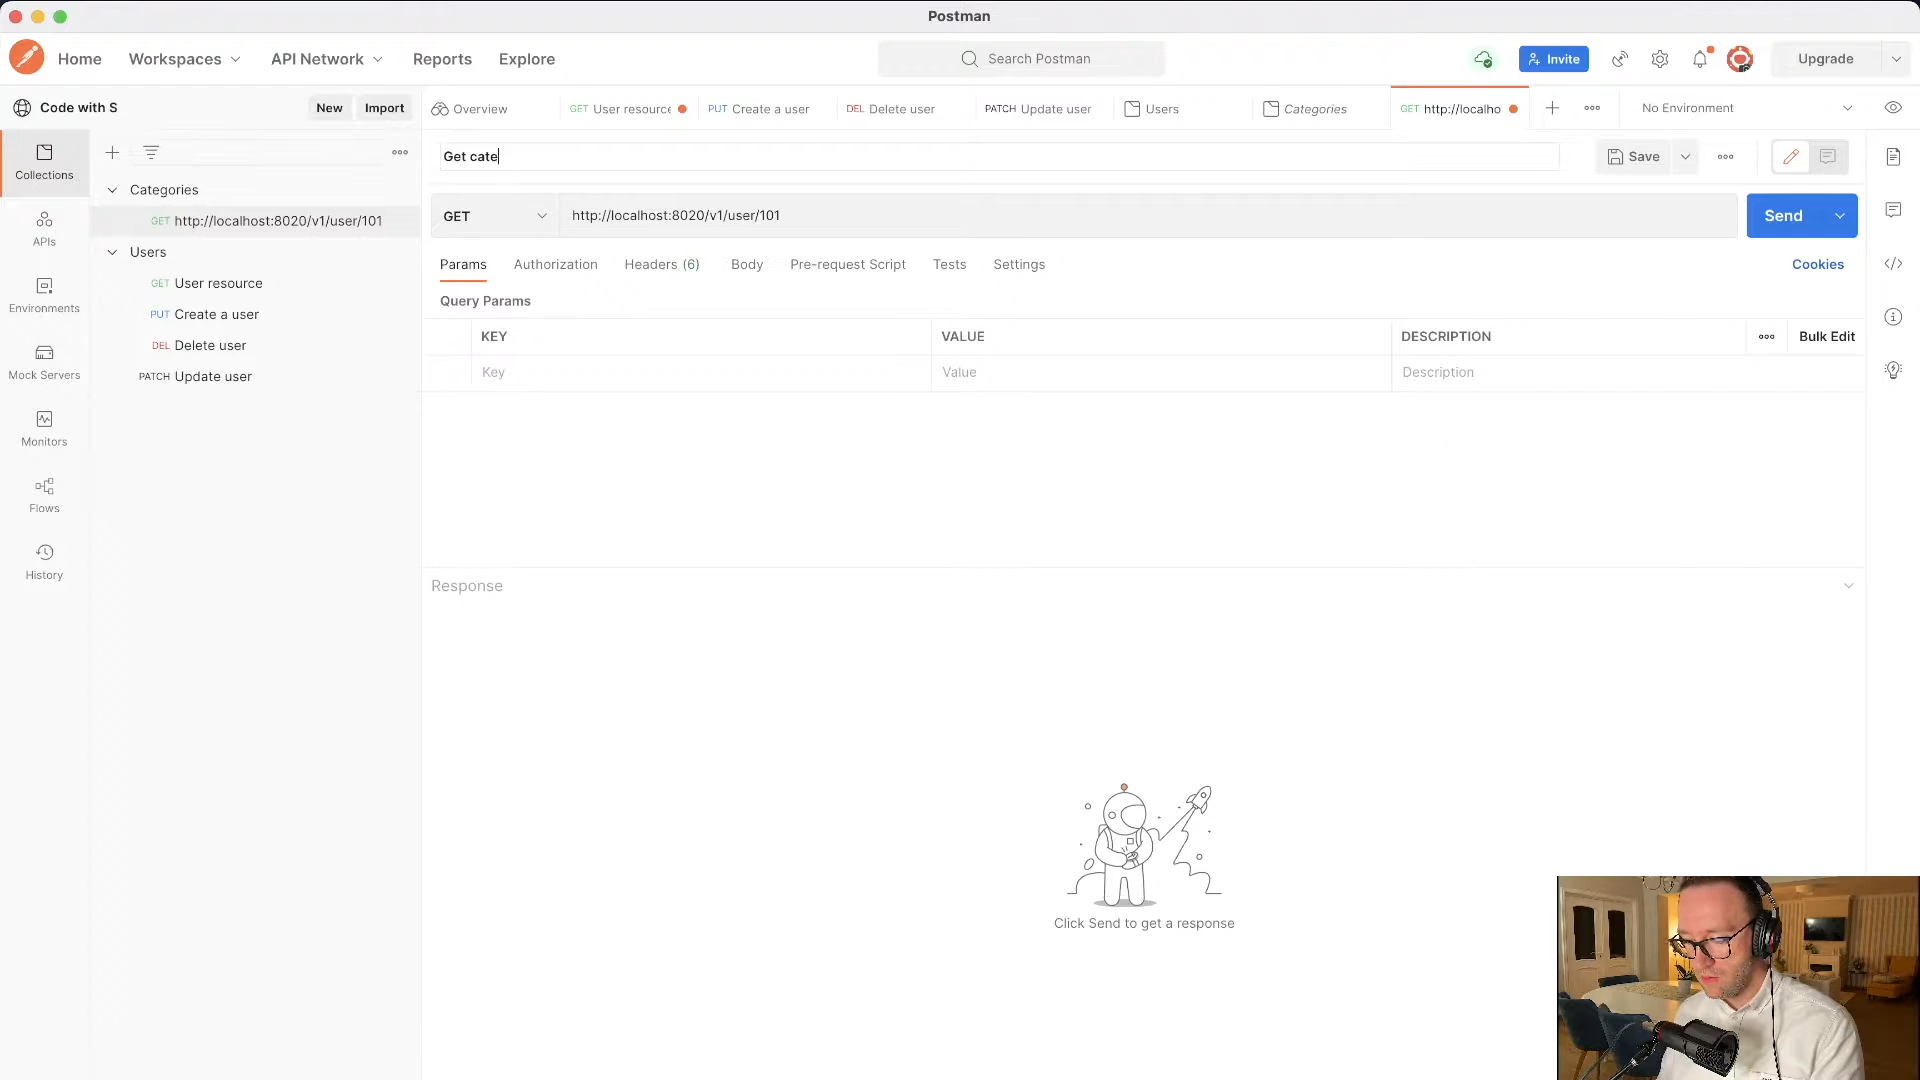 Postman
Home Workspaces API Network Reports Explore Search Postman Invite Upgrade
Code with S New Import Overview GET User resourc PUT Create a user DEL Delete user PATCH Update user Users Categories GET http://localho No Environment
Collections
Get cate Save
Categories
GET http://localhost:8020/v1/user/101
GET http://localhost:8020/v1/user/101 Send
APIs
Users
GET User resource
PUT Create a user
DEL Delete user
PATCH Update user
Params Authorization Headers (6) Body Pre-request Script Tests Settings Cookies
Query Params
KEY VALUE DESCRIPTION Bulk Edit
Key Value Description
Environments
Mock Servers
Monitors
Flows
History
Response
Click Send to get a response